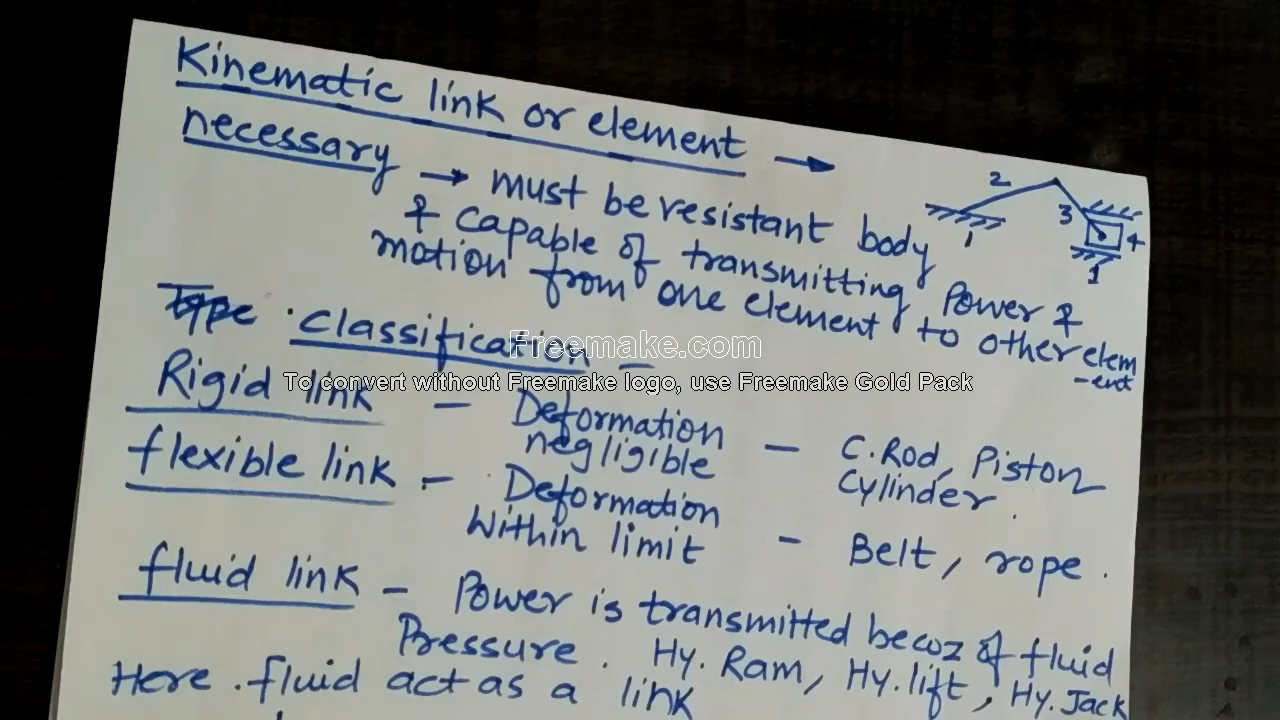 Kinematic link or element →
necessary → must be resistant body
& capable of transmitting Power &
motion from one element to other elem
-ent
2
3
4
1
1
Type . classification -
Freemake.com
To convert without Freemake logo, use Freemake Gold Pack
Rigid link - Deformation negligible - C.Rod, Piston
Cylinder.
flexible link - Deformation
within limit - Belt, rope.
fluid link - Power is transmitted becoz of fluid
Pressure. Hy. Ram, Hy. lift, Hy. Jack
Here . fluid act as a link